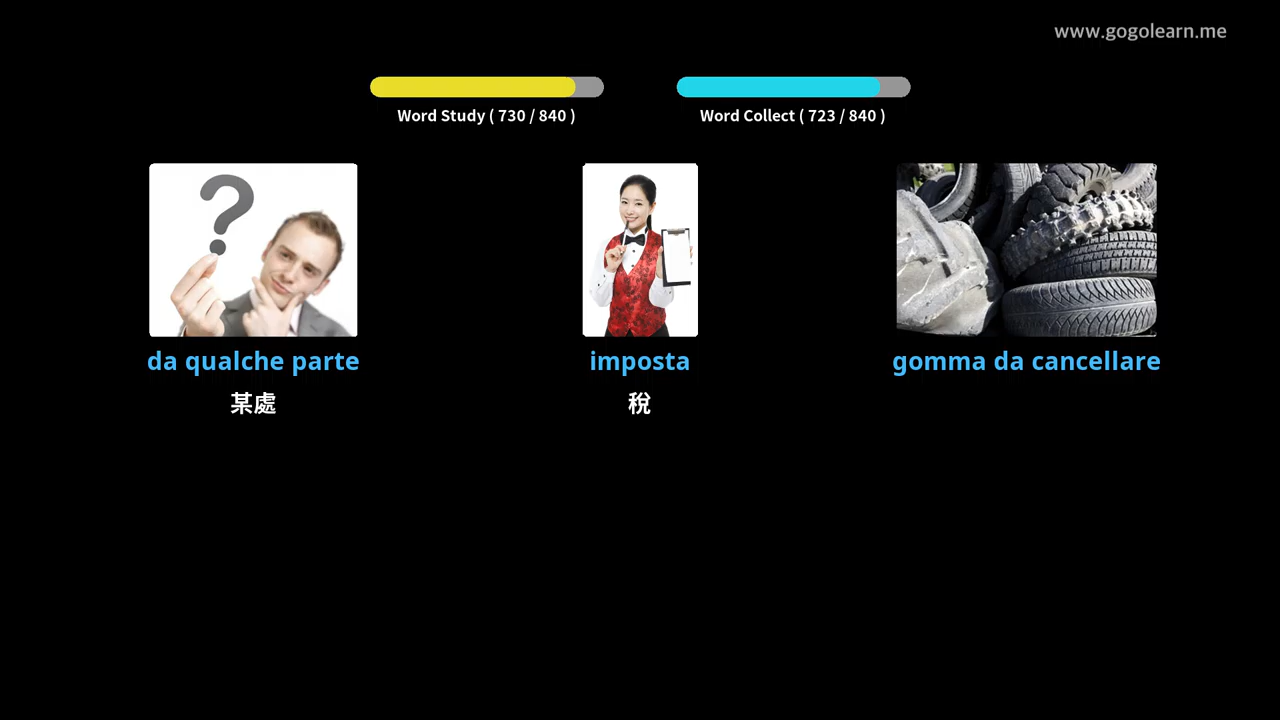 www.gogolearn.me
Word Study ( 730 / 840 )
Word Collect ( 723 / 840 )
da qualche parte
imposta
gomma da cancellare
某處
稅